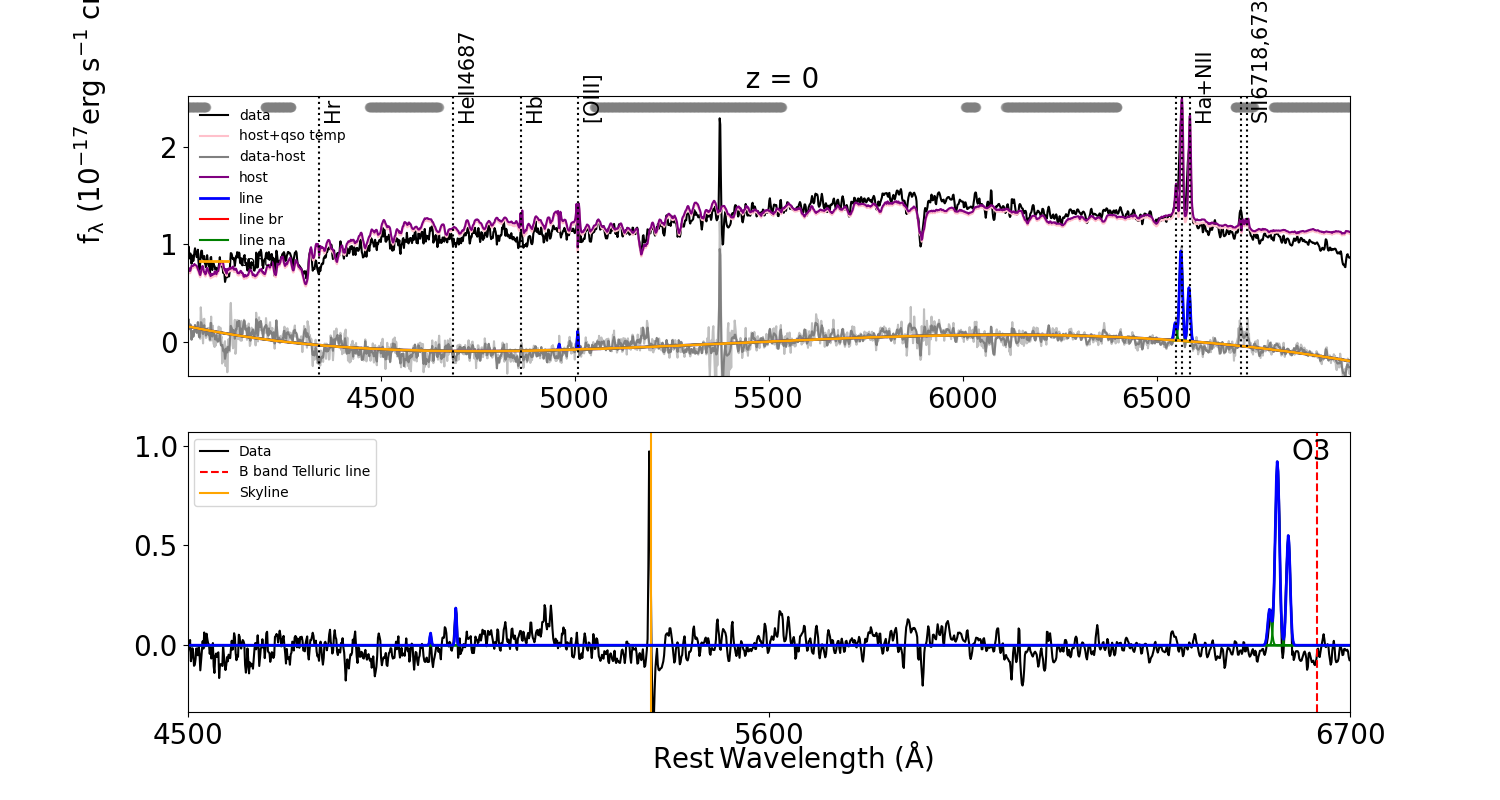 z = 0
fλ (10−17erg s−1 c
Hr
HeII4687
Hb
[OIII]
Ha+NII
SII6718,673
data
host+qso temp
data-host
host
line
line br
line na
2
1
0
4500 5000 5500 6000 6500
O3
Data
B band Telluric line
Skyline
1.0
0.5
0.0
4500 5600 6700
Rest Wavelength (Å)